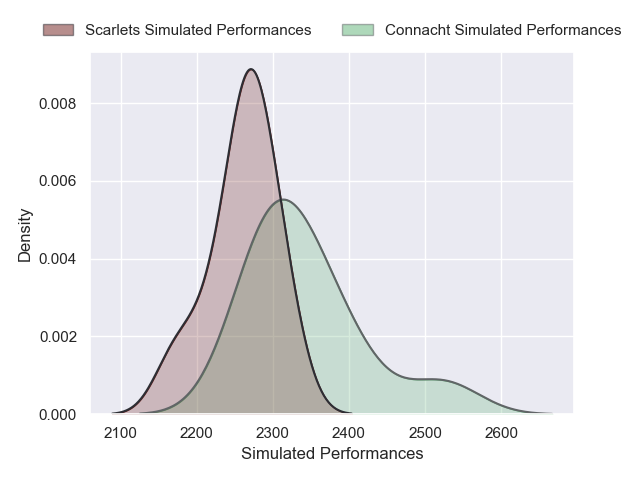 Scarlets Simulated Performances Connacht Simulated Performances
0.008
0.006
0.004
0.002
0.000
Density
2100 2200 2300 2400 2500 2600
Simulated Performances